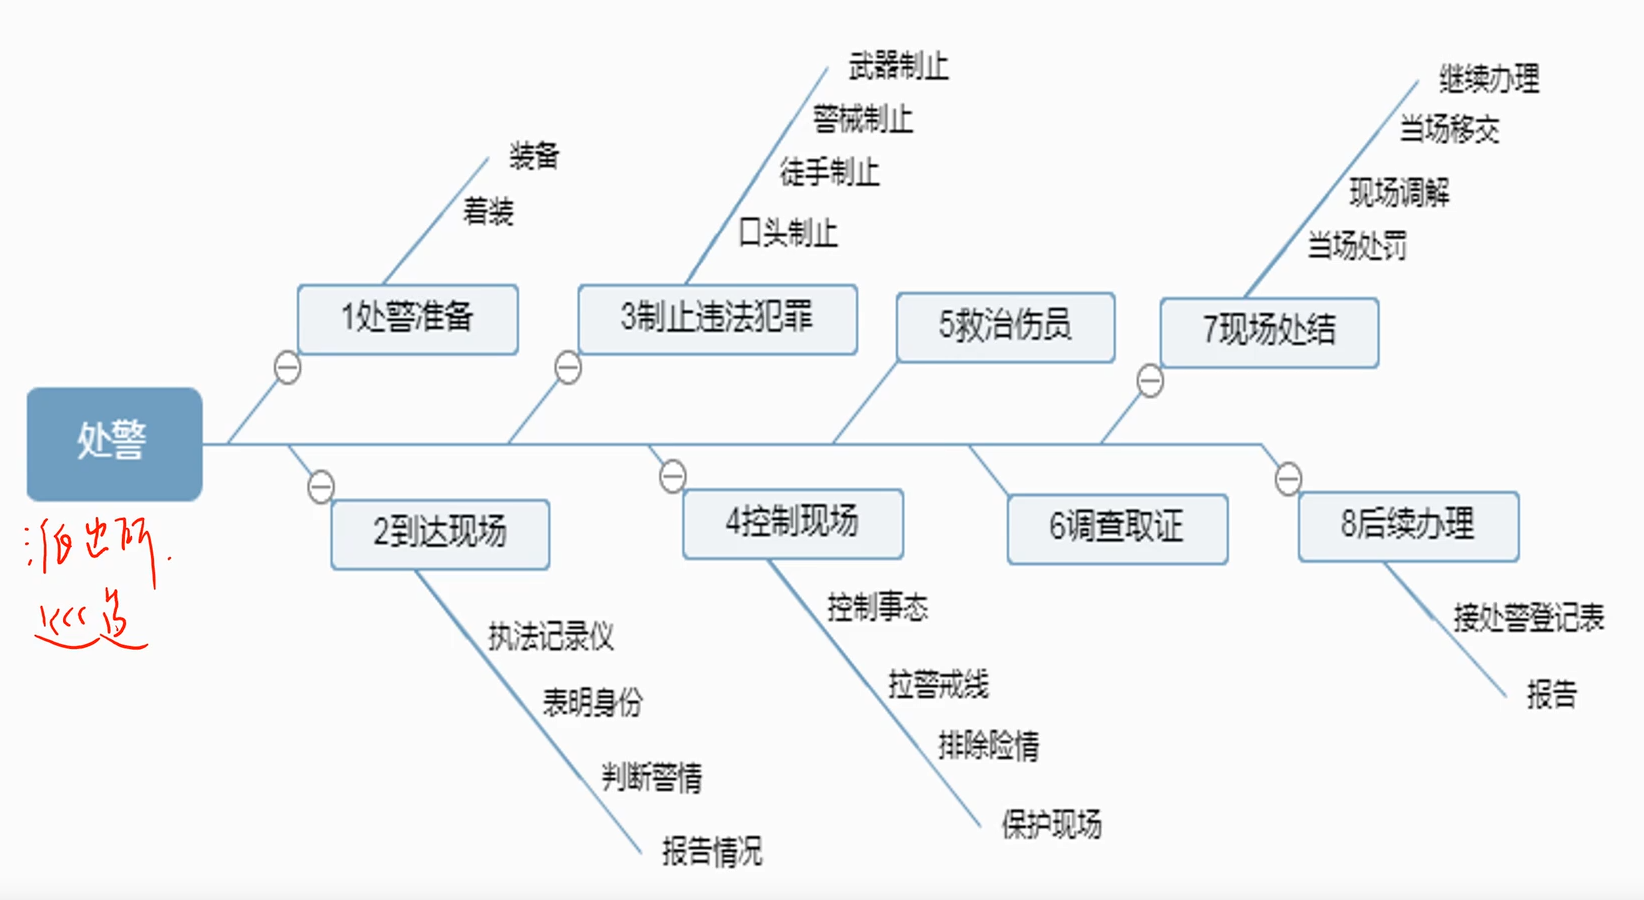 处警
派出所
1处警准备
着装
装备
2到达现场
执法记录仪
表明身份
判断警情
报告情况
3制止违法犯罪
口头制止
徒手制止
警械制止
武器制止
4控制现场
控制事态
拉警戒线
排除险情
保护现场
5救治伤员
6调查取证
7现场处结
当场处罚
现场调解
当场移交
继续办理
8后续办理
接处警登记表
报告